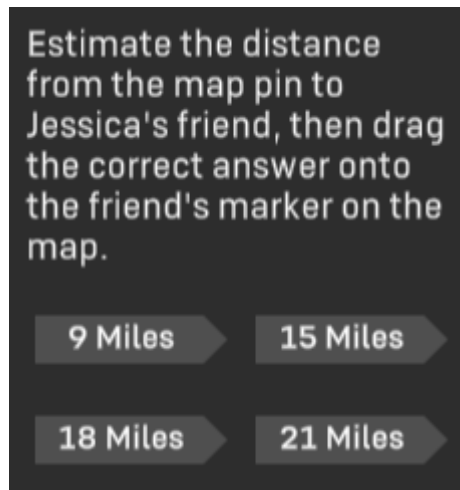 Estimate the distance
from the map pin to
Jessica's friend, then drag
the correct answer onto
the friend's marker on the
map.
9 Miles
15 Miles
18 Miles
21 Miles